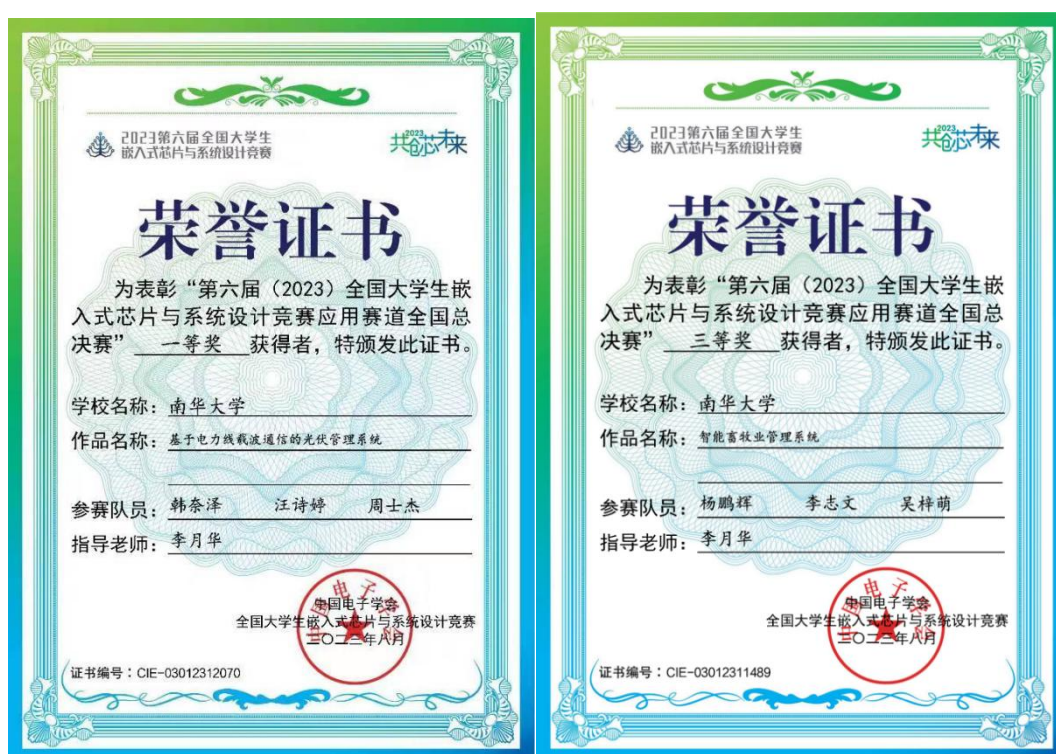 2023第六届全国大学生
嵌入式芯片与系统设计竞赛
2023
共创芯未来
荣誉证书
为表彰“第六届（2023）全国大学生嵌
入式芯片与系统设计竞赛应用赛道全国总
决赛” 一等奖 获得者，特颁发此证书。
学校名称：南华大学
作品名称：基于电力线载波通信的光伏管理系统
参赛队员：韩奈泽 汪诗婷 周士杰
指导老师：李月华
中国电子学会
中国电子学会
全国大学生嵌入式芯片与系统设计竞赛
二〇二三年八月
证书编号：CIE-03012312070
2023第六届全国大学生
嵌入式芯片与系统设计竞赛
2023
共创芯未来
荣誉证书
为表彰“第六届（2023）全国大学生嵌
入式芯片与系统设计竞赛应用赛道全国总
决赛” 三等奖 获得者，特颁发此证书。
学校名称：南华大学
作品名称：智能畜牧业管理系统
参赛队员：杨鹏辉 李志文 吴梓萌
指导老师：李月华
中国电子学会
中国电子学会
全国大学生嵌入式芯片与系统设计竞赛
二〇二三年八月
证书编号：CIE-03012311489